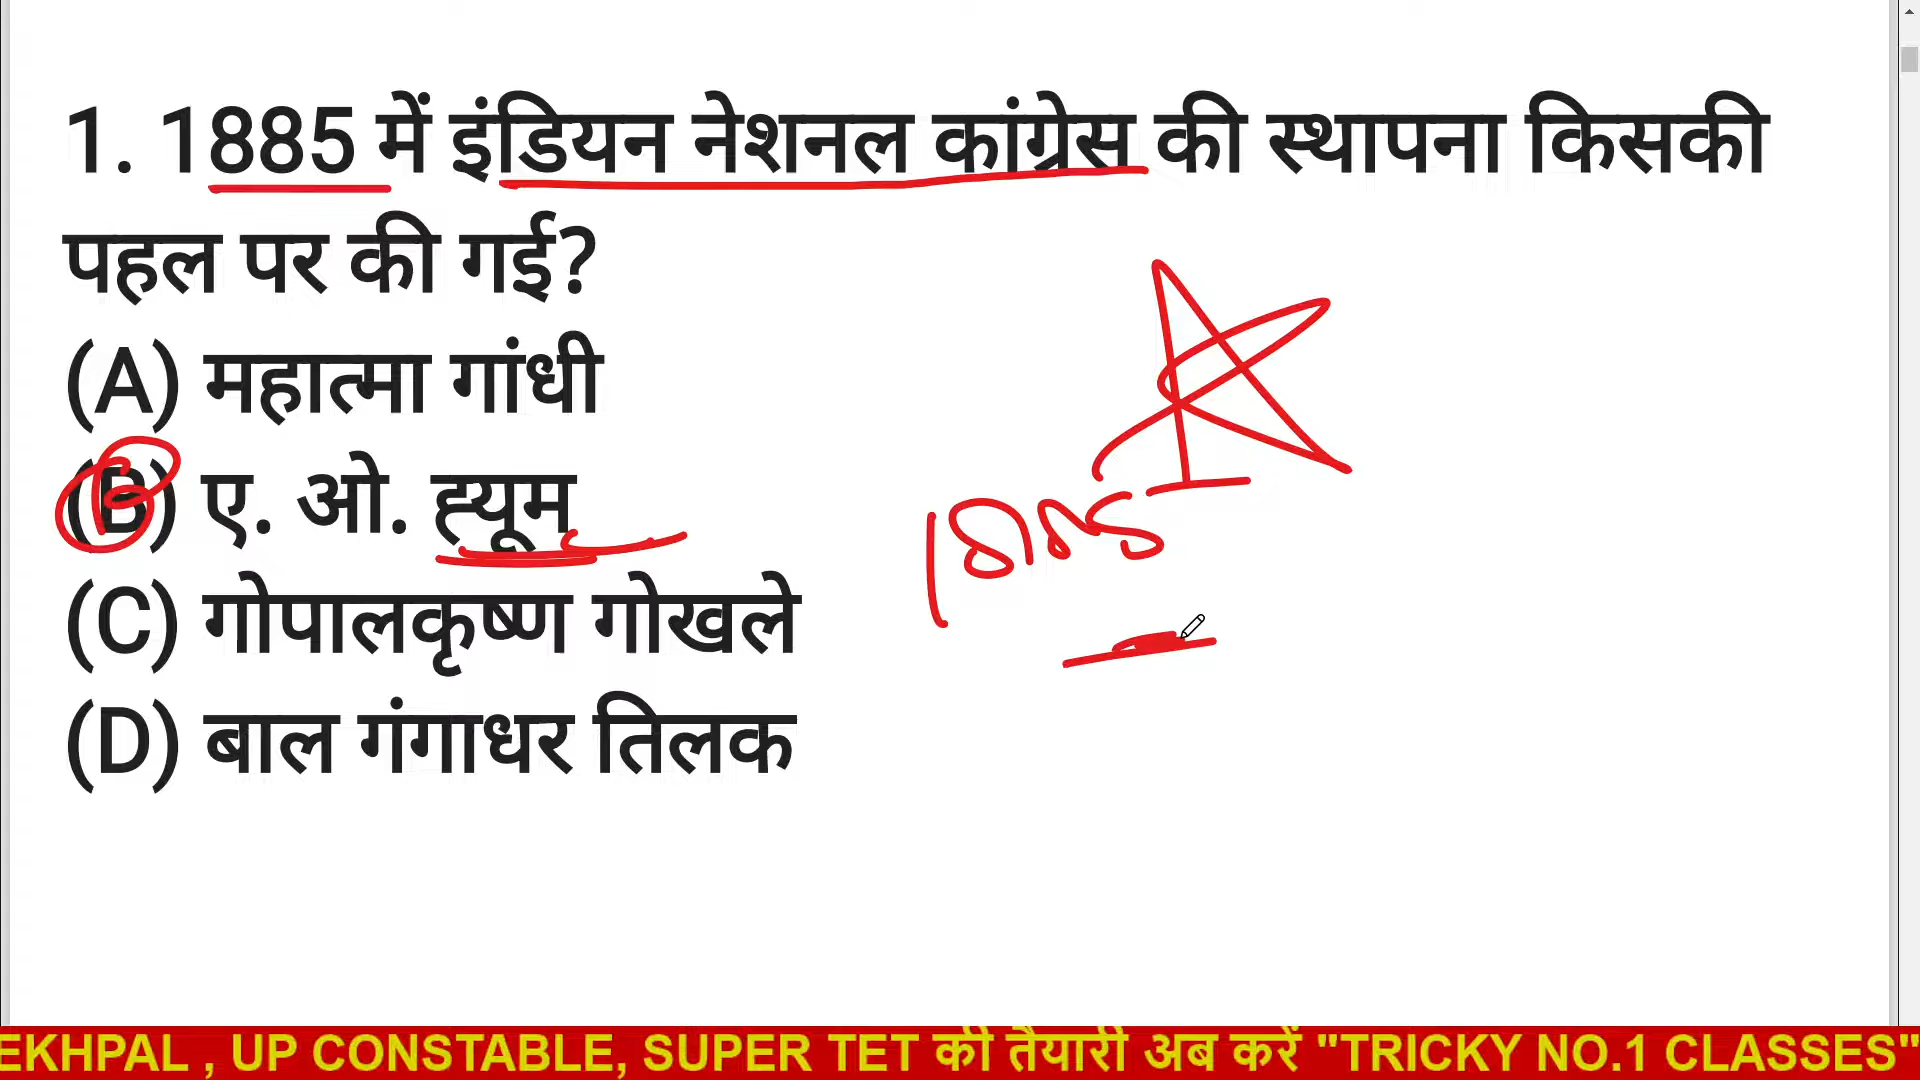 1. 1885 में इंडियन नेशनल कांग्रेस की स्थापना किसकी
पहल पर की गई?
(A) महात्मा गांधी
(B) ए. ओ. ह्यूम
1885
(C) गोपालकृष्ण गोखले
(D) बाल गंगाधर तिलक
EKHPAL , UP CONSTABLE, SUPER TET की तैयारी अब करें "TRICKY NO.1 CLASSES"